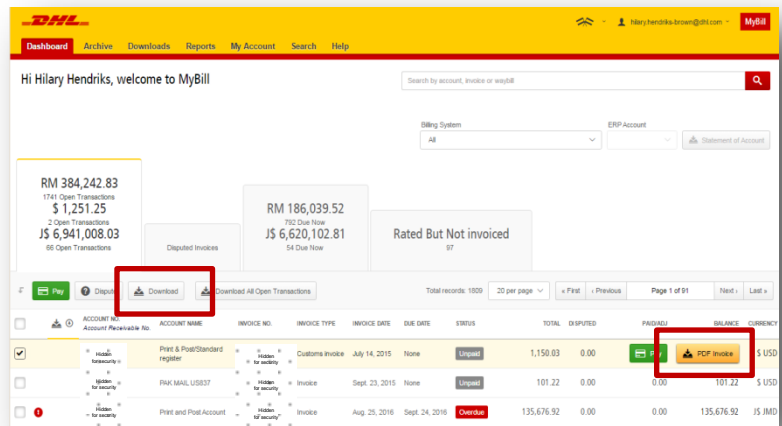 DHL
hilary.hendriks-brown@dhl.com
MyBill
Dashboard Archive Downloads Reports My Account Search Help
Hi Hilary Hendriks, welcome to MyBill
Search by account, invoice or waybill
Billing System
ERP Account
All
Statement of Account
RM 384,242.83
1741 Open Transactions
$ 1,251.25
2 Open Transactions
J$ 6,941,008.03
66 Open Transactions
Disputed Invoices
RM 186,039.52
792 Due Now
J$ 6,620,102.81
54 Due Now
Rated But Not invoiced
97
Pay
Dispute
Download
Download All Open Transactions
Total records: 1809
20 per page
« First
‹ Previous
Page 1 of 91
Next ›
Last »
ACCOUNT NO.
Account Receivable No.
ACCOUNT NAME INVOICE NO. INVOICE TYPE INVOICE DATE DUE DATE STATUS TOTAL DISPUTED PAID/ADJ BALANCE CURRENCY
Hidden for security Print & Post/Standard register Hidden for security Customs invoice July 14, 2015 None Unpaid 1,150.03 0.00 Pay PDF Invoice $ USD
Hidden for security PAK MAIL US837 Hidden for security Invoice Sept. 23, 2015 None Unpaid 101.22 0.00 0.00 101.22 $ USD
Hidden for security Print and Post Account Hidden for security Invoice Aug. 25, 2016 Sept. 24, 2016 Overdue 135,676.92 0.00 0.00 135,676.92 J$ JMD